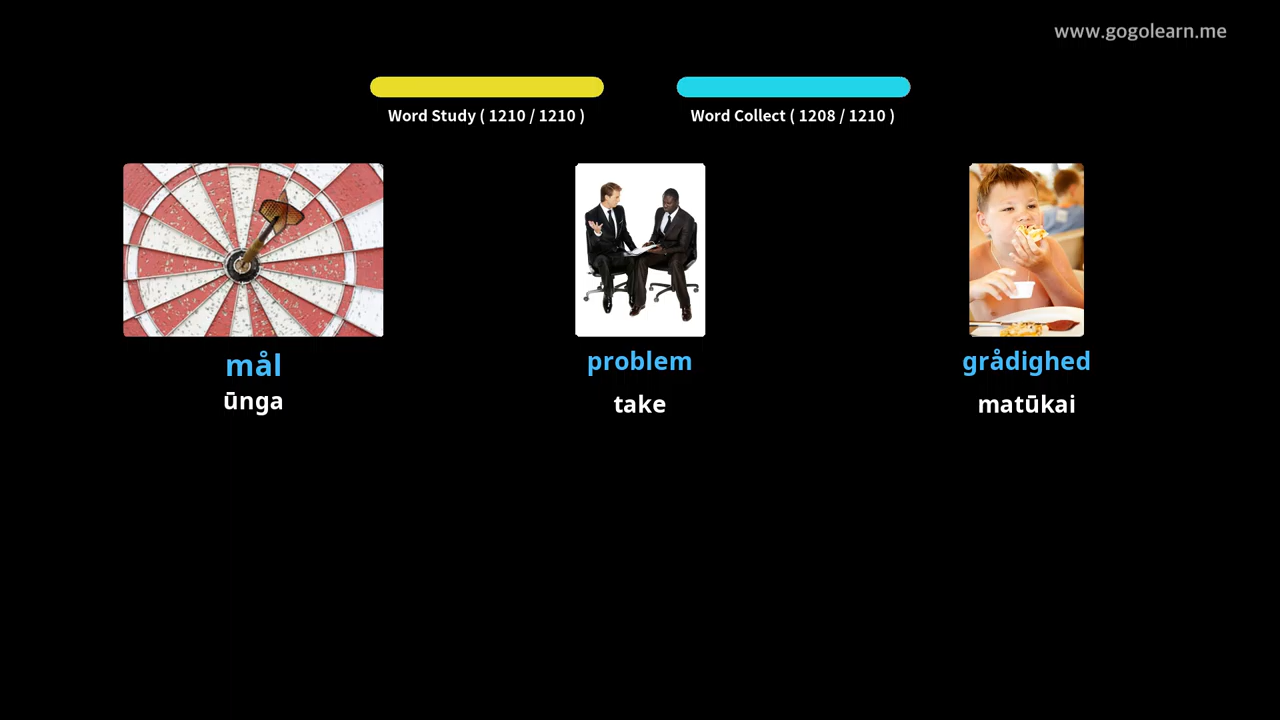 www.gogolearn.me
Word Study ( 1210 / 1210 )
Word Collect ( 1208 / 1210 )
mål
problem
grådighed
ūnga
take
matūkai